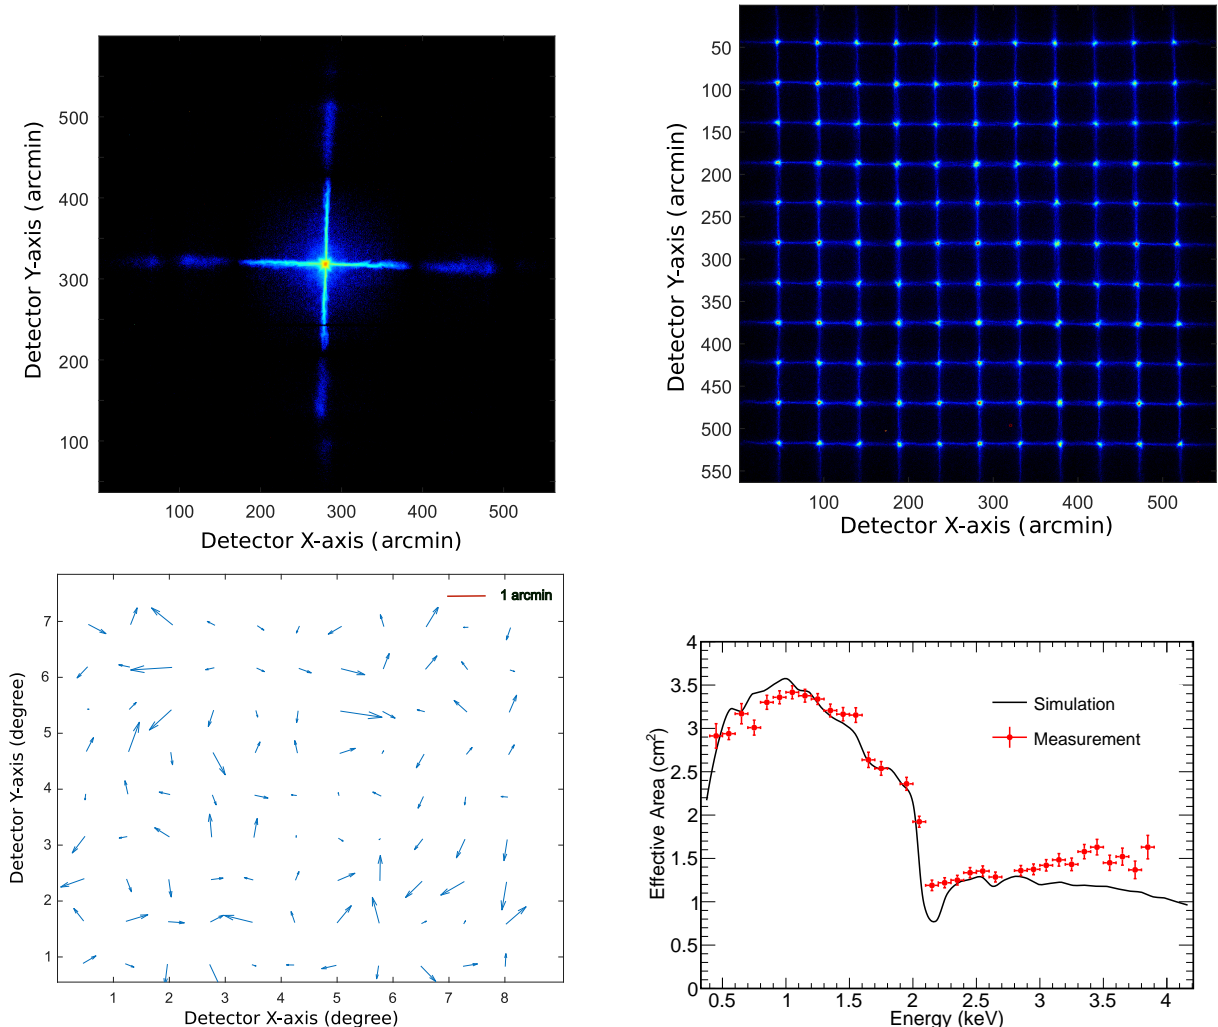 Detector Y-axis (arcmin)
500
400
300
200
100
100 200 300 400 500
Detector X-axis (arcmin)
Detector Y-axis (arcmin)
50
100
150
200
250
300
350
400
450
500
550
100 200 300 400 500
Detector X-axis (arcmin)
Detector Y-axis (degree)
7
6
5
4
3
2
1
1 arcmin
1 2 3 4 5 6 7 8
Detector X-axis (degree)
Effective Area (cm²)
4
3.5
3
2.5
2
1.5
1
0.5
0
Simulation
Measurement
0.5 1 1.5 2 2.5 3 3.5 4
Energy (keV)